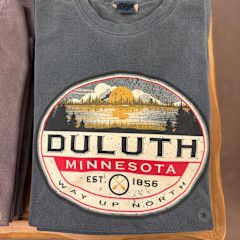 DULUTH
MINNESOTA
EST. 1856
WAY UP NORTH